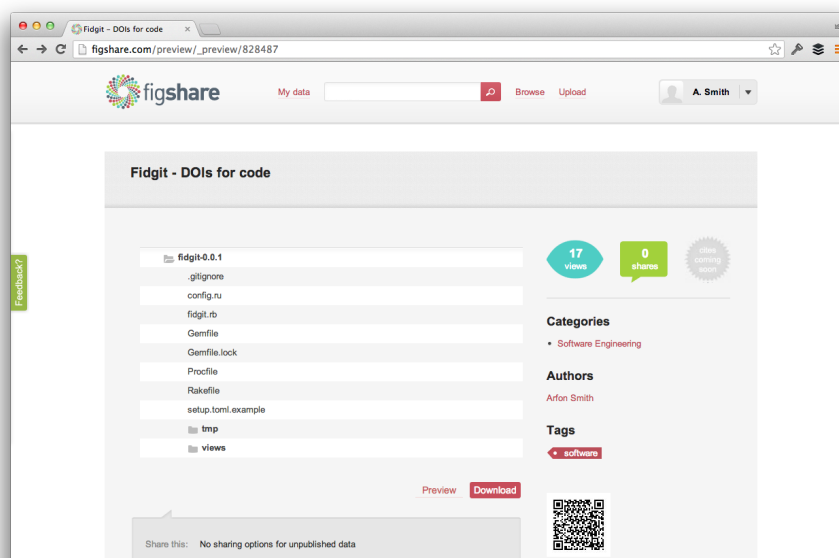 Figdit - DOIs for code
figshare.com/preview/_preview/828487
figshare
My data
Browse
Upload
A. Smith
Fidgit - DOIs for code
Feedback?
fidgit-0.0.1
.gitignore
config.ru
fidgit.rb
Gemfile
Gemfile.lock
Procfile
Rakefile
setup.toml.example
tmp
views
Preview
Download
Share this: No sharing options for unpublished data
17
views
0
shares
cites
coming
soon
Categories
Software Engineering
Authors
Arfon Smith
Tags
software